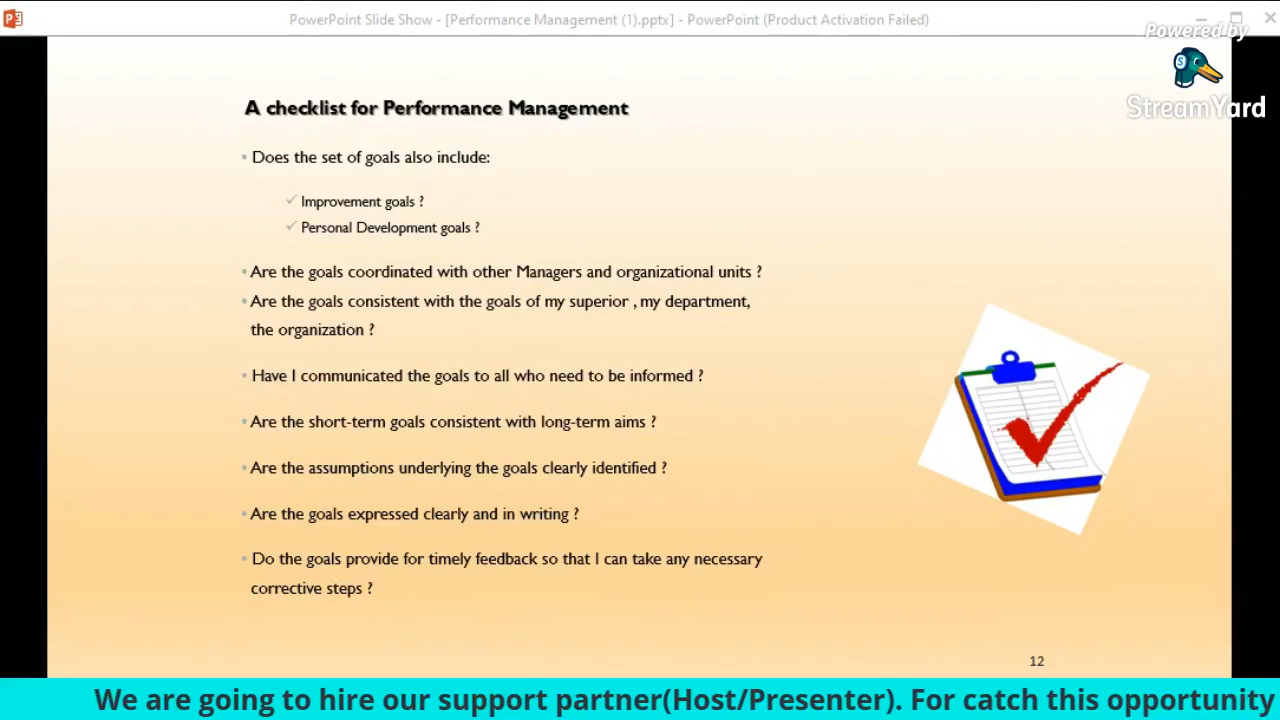 PowerPoint Slide Show - [Performance Management (1).pptx] - PowerPoint (Product Activation Failed)
Powered by
StreamYard
A checklist for Performance Management
• Does the set of goals also include:
✓ Improvement goals ?
✓ Personal Development goals ?
• Are the goals coordinated with other Managers and organizational units ?
• Are the goals consistent with the goals of my superior , my department,
the organization ?
• Have I communicated the goals to all who need to be informed ?
• Are the short-term goals consistent with long-term aims ?
• Are the assumptions underlying the goals clearly identified ?
• Are the goals expressed clearly and in writing ?
• Do the goals provide for timely feedback so that I can take any necessary
corrective steps ?
12
We are going to hire our support partner(Host/Presenter). For catch this opportunity